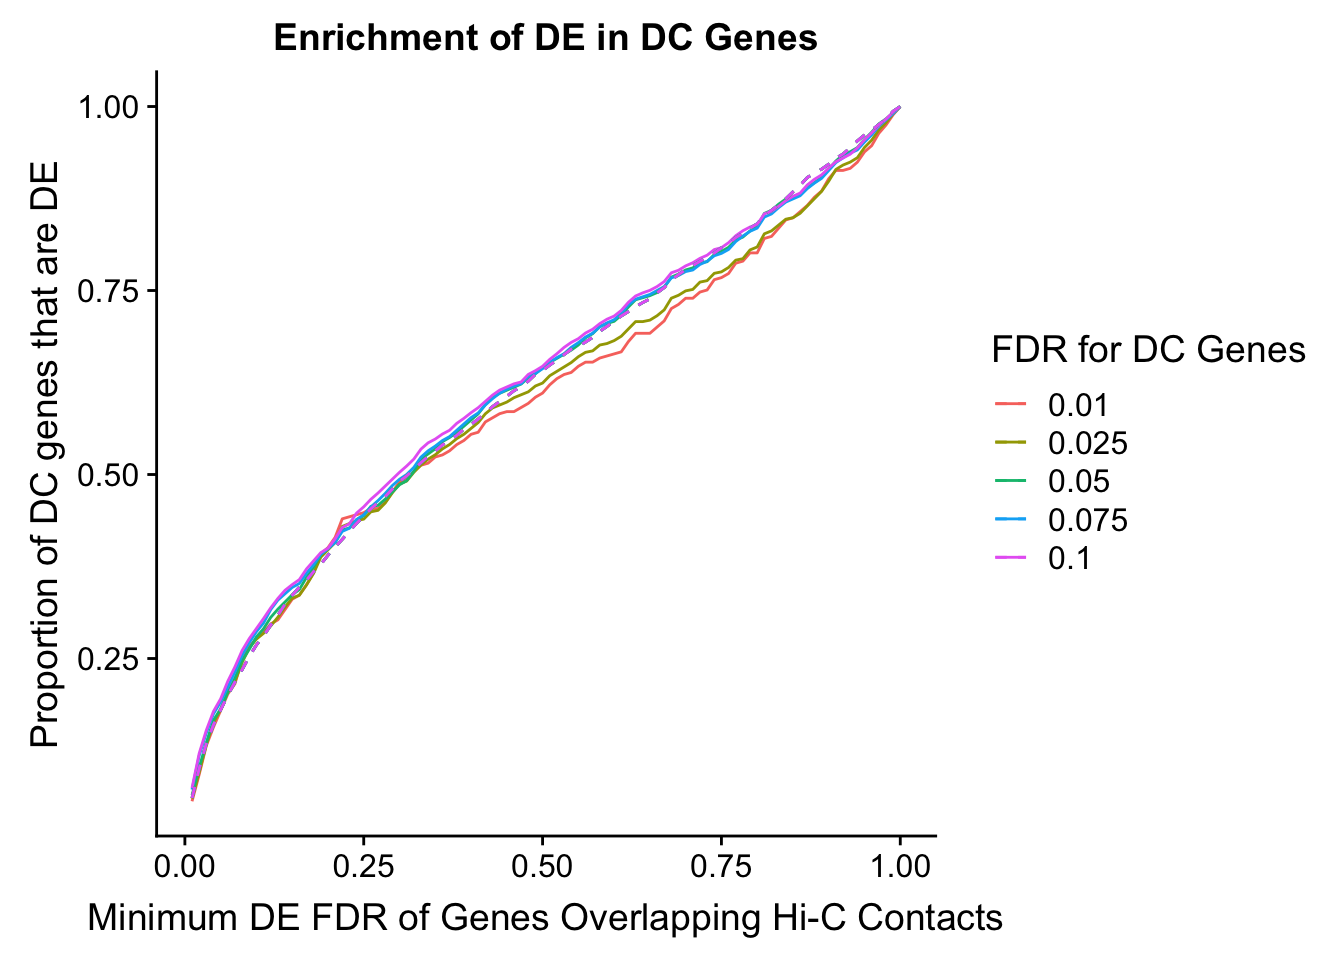 Enrichment of DE in DC Genes
Proportion of DC genes that are DE
1.00
0.75
0.50
0.25
0.00 0.25 0.50 0.75 1.00
Minimum DE FDR of Genes Overlapping Hi-C Contacts
FDR for DC Genes
0.01
0.025
0.05
0.075
0.1